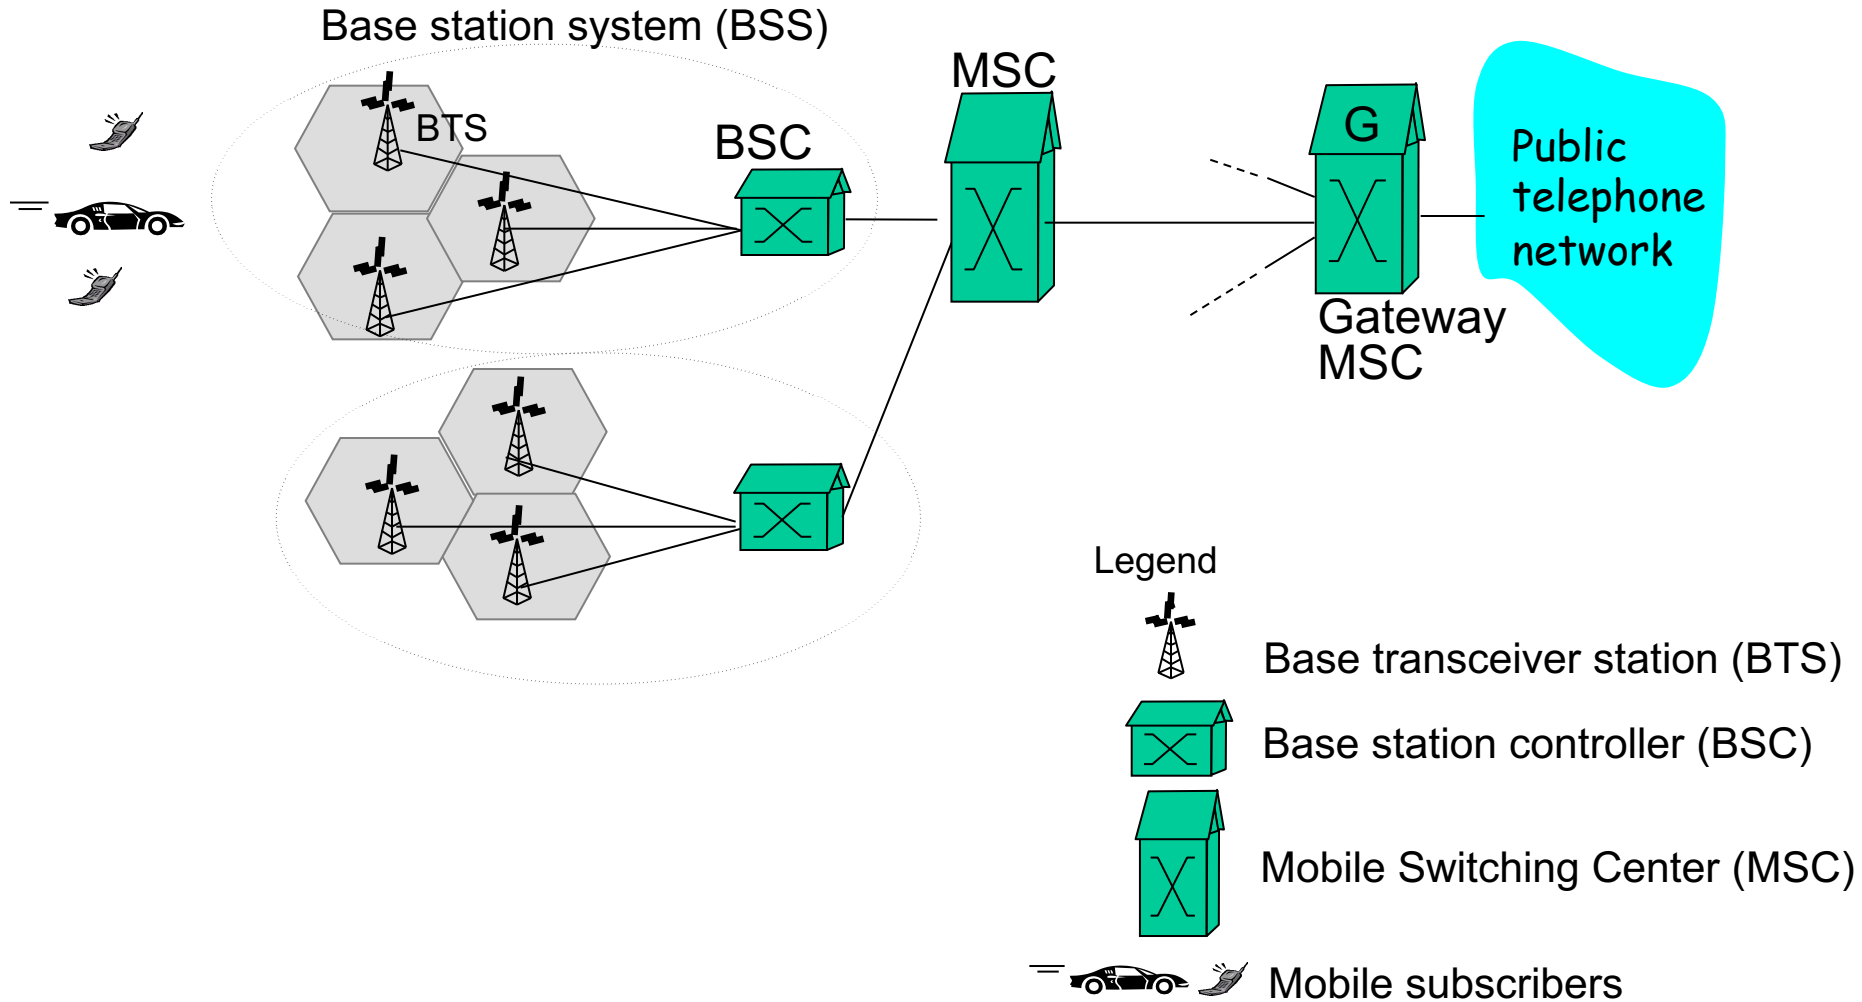 Base station system (BSS)
MSC
BTS
BSC
G
Public
telephone
network
Gateway
MSC
Legend
Base transceiver station (BTS)
Base station controller (BSC)
Mobile Switching Center (MSC)
Mobile subscribers